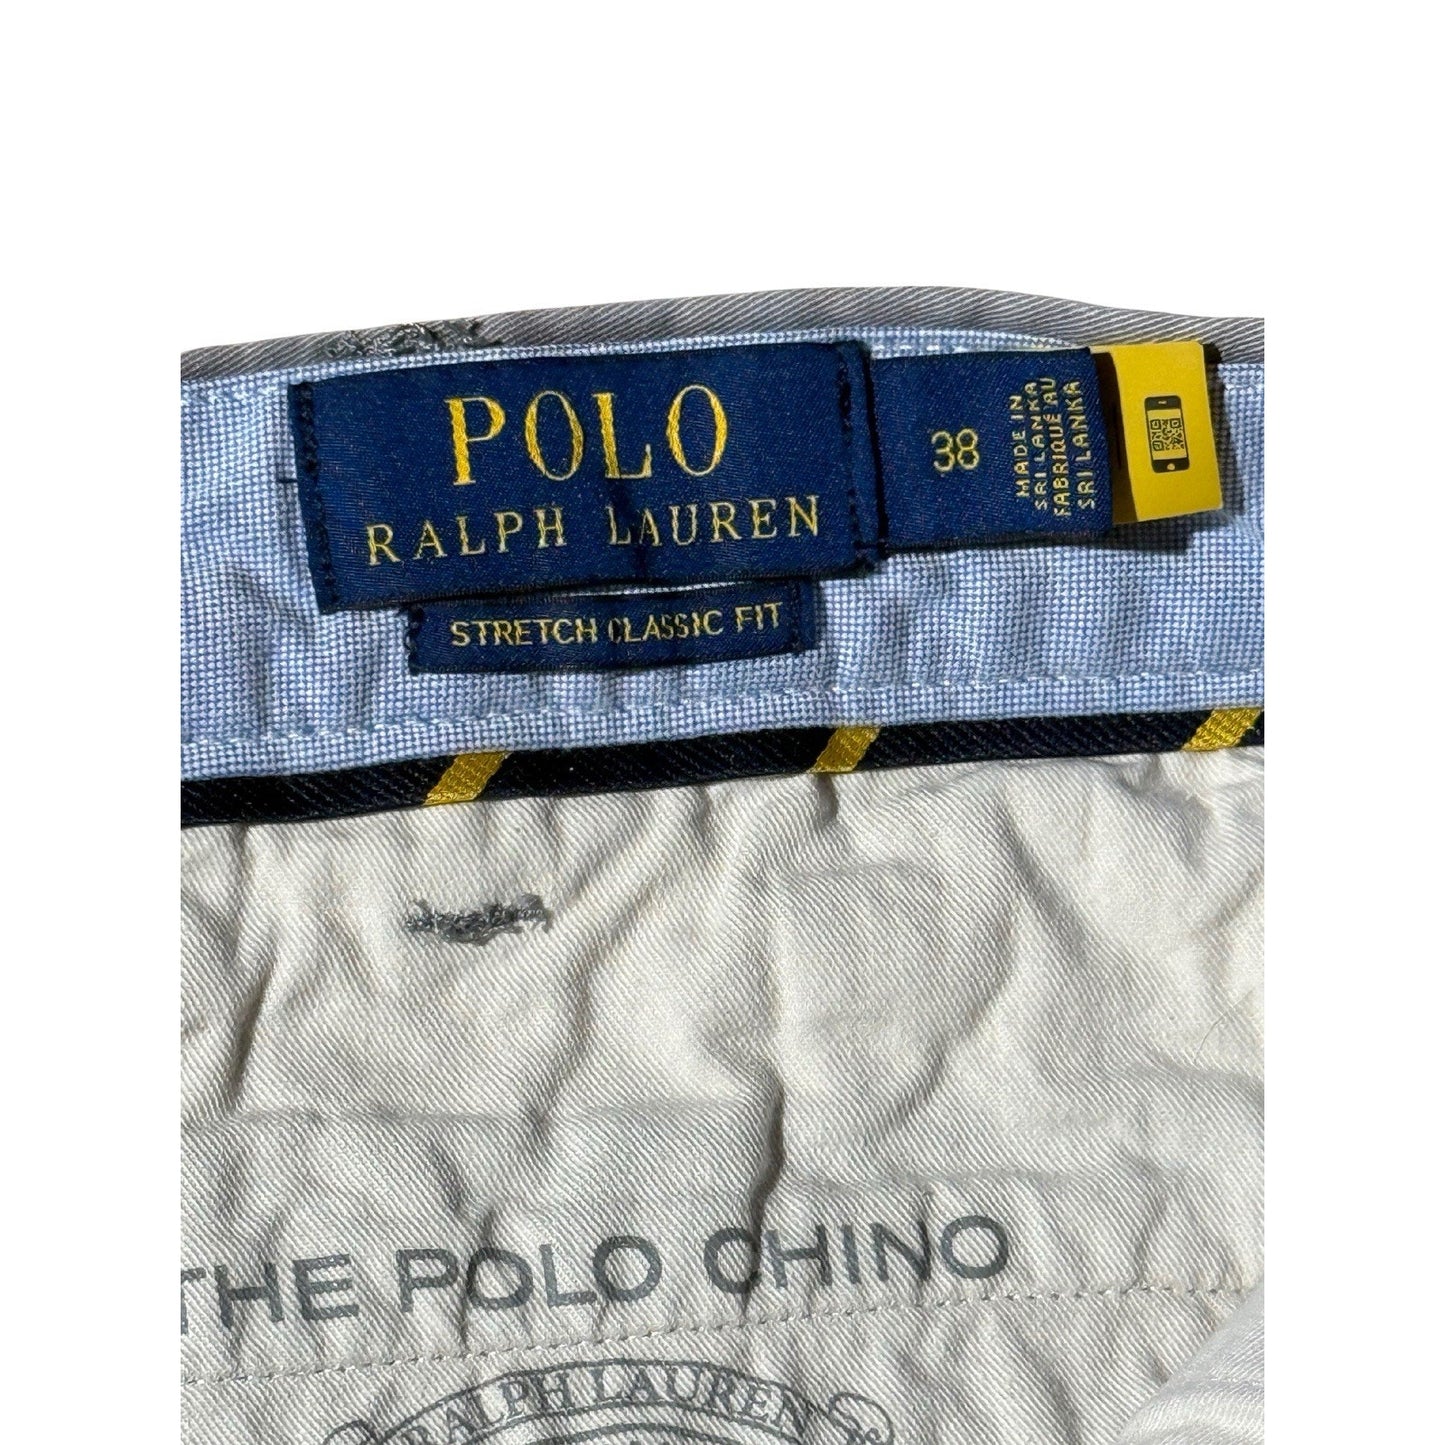 POLO
RALPH LAUREN
STRETCH CLASSIC FIT
38
MADE IN
SRI LANKA
FABRIQUÉ AU
SRI LANKA
THE POLO CHINO
RALPH LAUREN